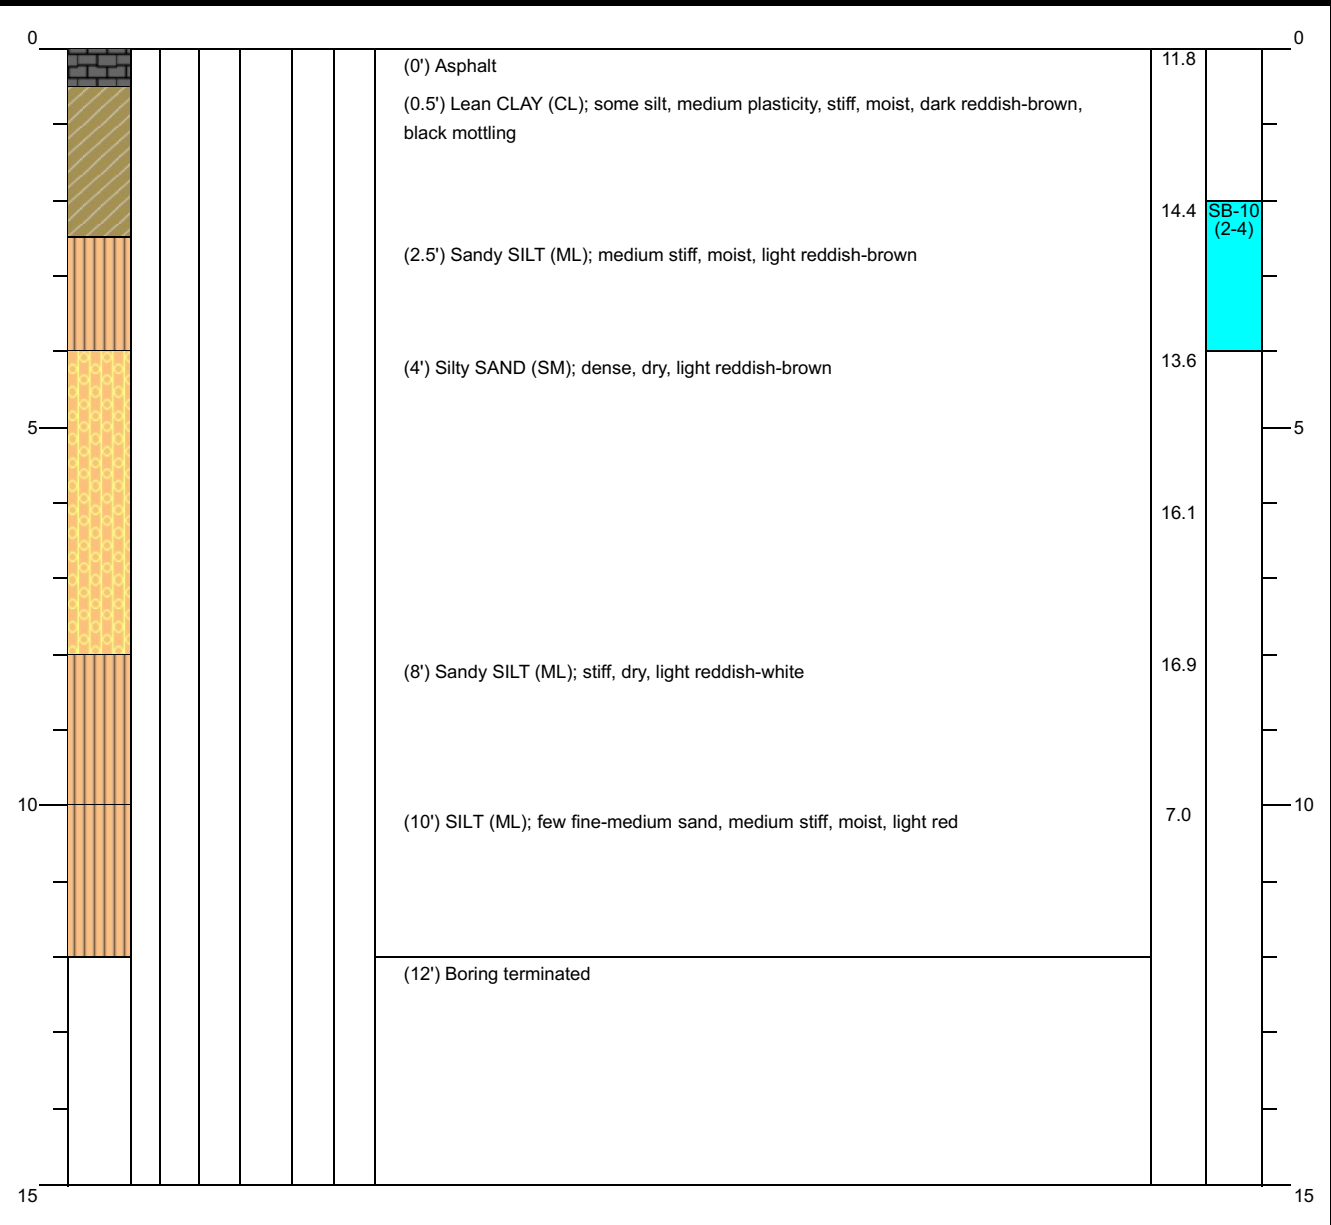 0
0
(0') Asphalt
11.8
(0.5') Lean CLAY (CL); some silt, medium plasticity, stiff, moist, dark reddish-brown,
black mottling
14.4
SB-10
(2-4)
(2.5') Sandy SILT (ML); medium stiff, moist, light reddish-brown
(4') Silty SAND (SM); dense, dry, light reddish-brown
13.6
5
5
16.1
(8') Sandy SILT (ML); stiff, dry, light reddish-white
16.9
10
10
(10') SILT (ML); few fine-medium sand, medium stiff, moist, light red
7.0
(12') Boring terminated
15
15